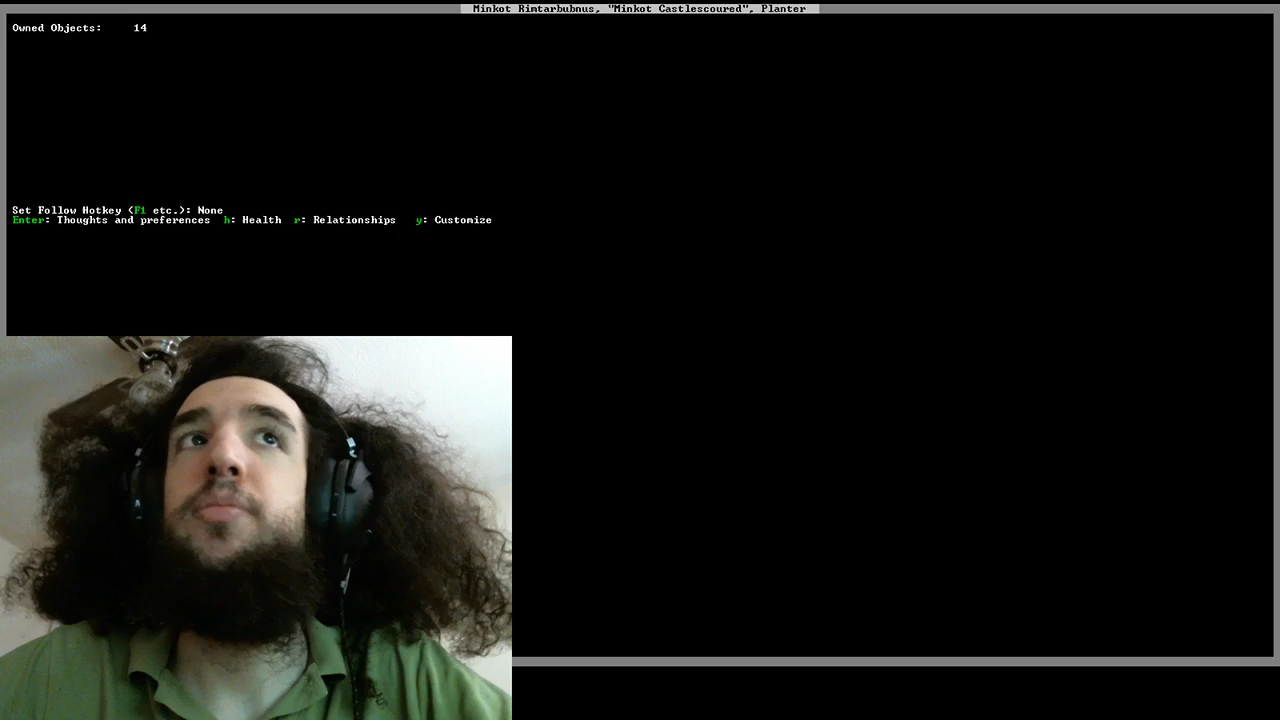 Minkot Rimtarbubnus, "Minkot Castlescoured", Planter
Owned Objects: 14
Set Follow Hotkey (F1 etc.): None
Enter: Thoughts and preferences h: Health r: Relationships y: Customize